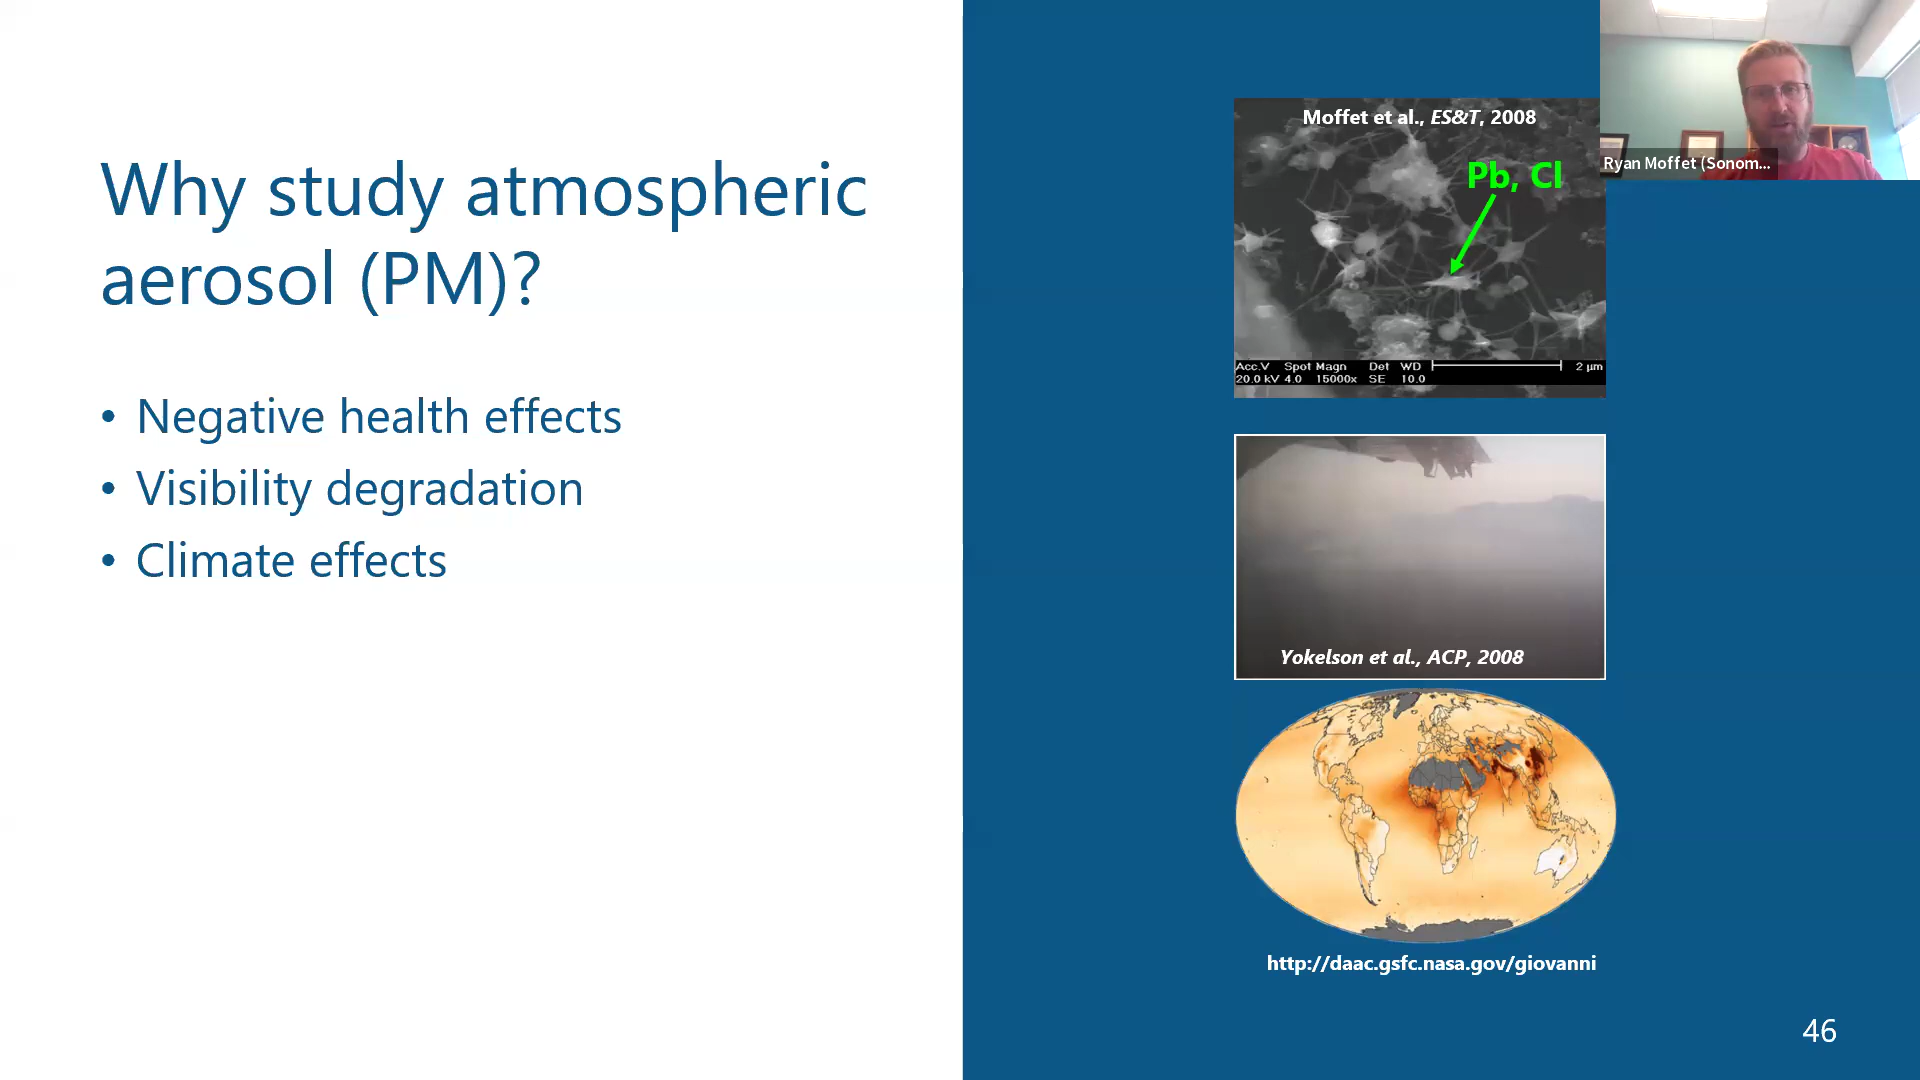 Why study atmospheric
aerosol (PM)?
• Negative health effects
• Visibility degradation
• Climate effects
Moffet et al., ES&T, 2008
Pb, Cl
Acc.V Spot Magn Det WD 2 µm
20.0 kV 4.0 15000x SE 10.0
Yokelson et al., ACP, 2008
http://daac.gsfc.nasa.gov/giovanni
46
Ryan Moffet (Sonom...